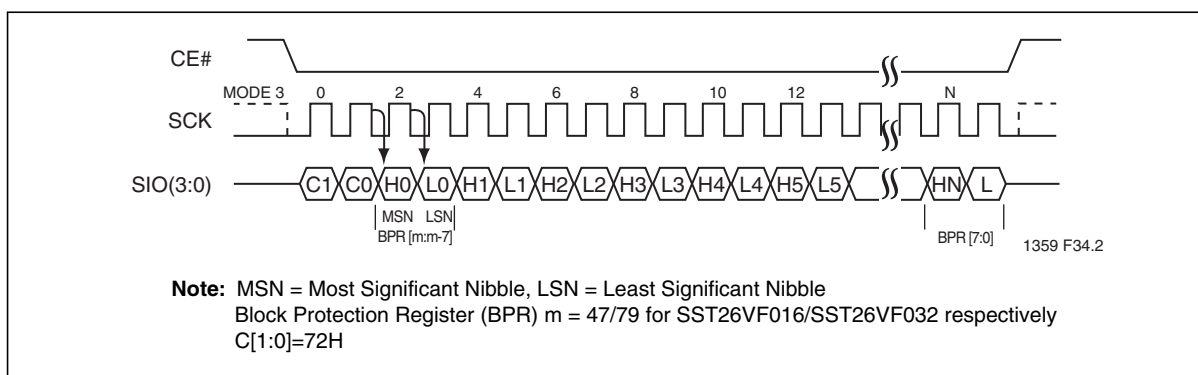 CE#
MODE 3 0 2 4 6 8 10 12 N
SCK
SIO(3:0) C1 C0 H0 L0 H1 L1 H2 L2 H3 L3 H4 L4 H5 L5 HN L
MSN LSN
BPR [m:m-7] BPR [7:0]
1359 F34.2
Note: MSN = Most Significant Nibble, LSN = Least Significant Nibble
Block Protection Register (BPR) m = 47/79 for SST26VF016/SST26VF032 respectively
C[1:0]=72H